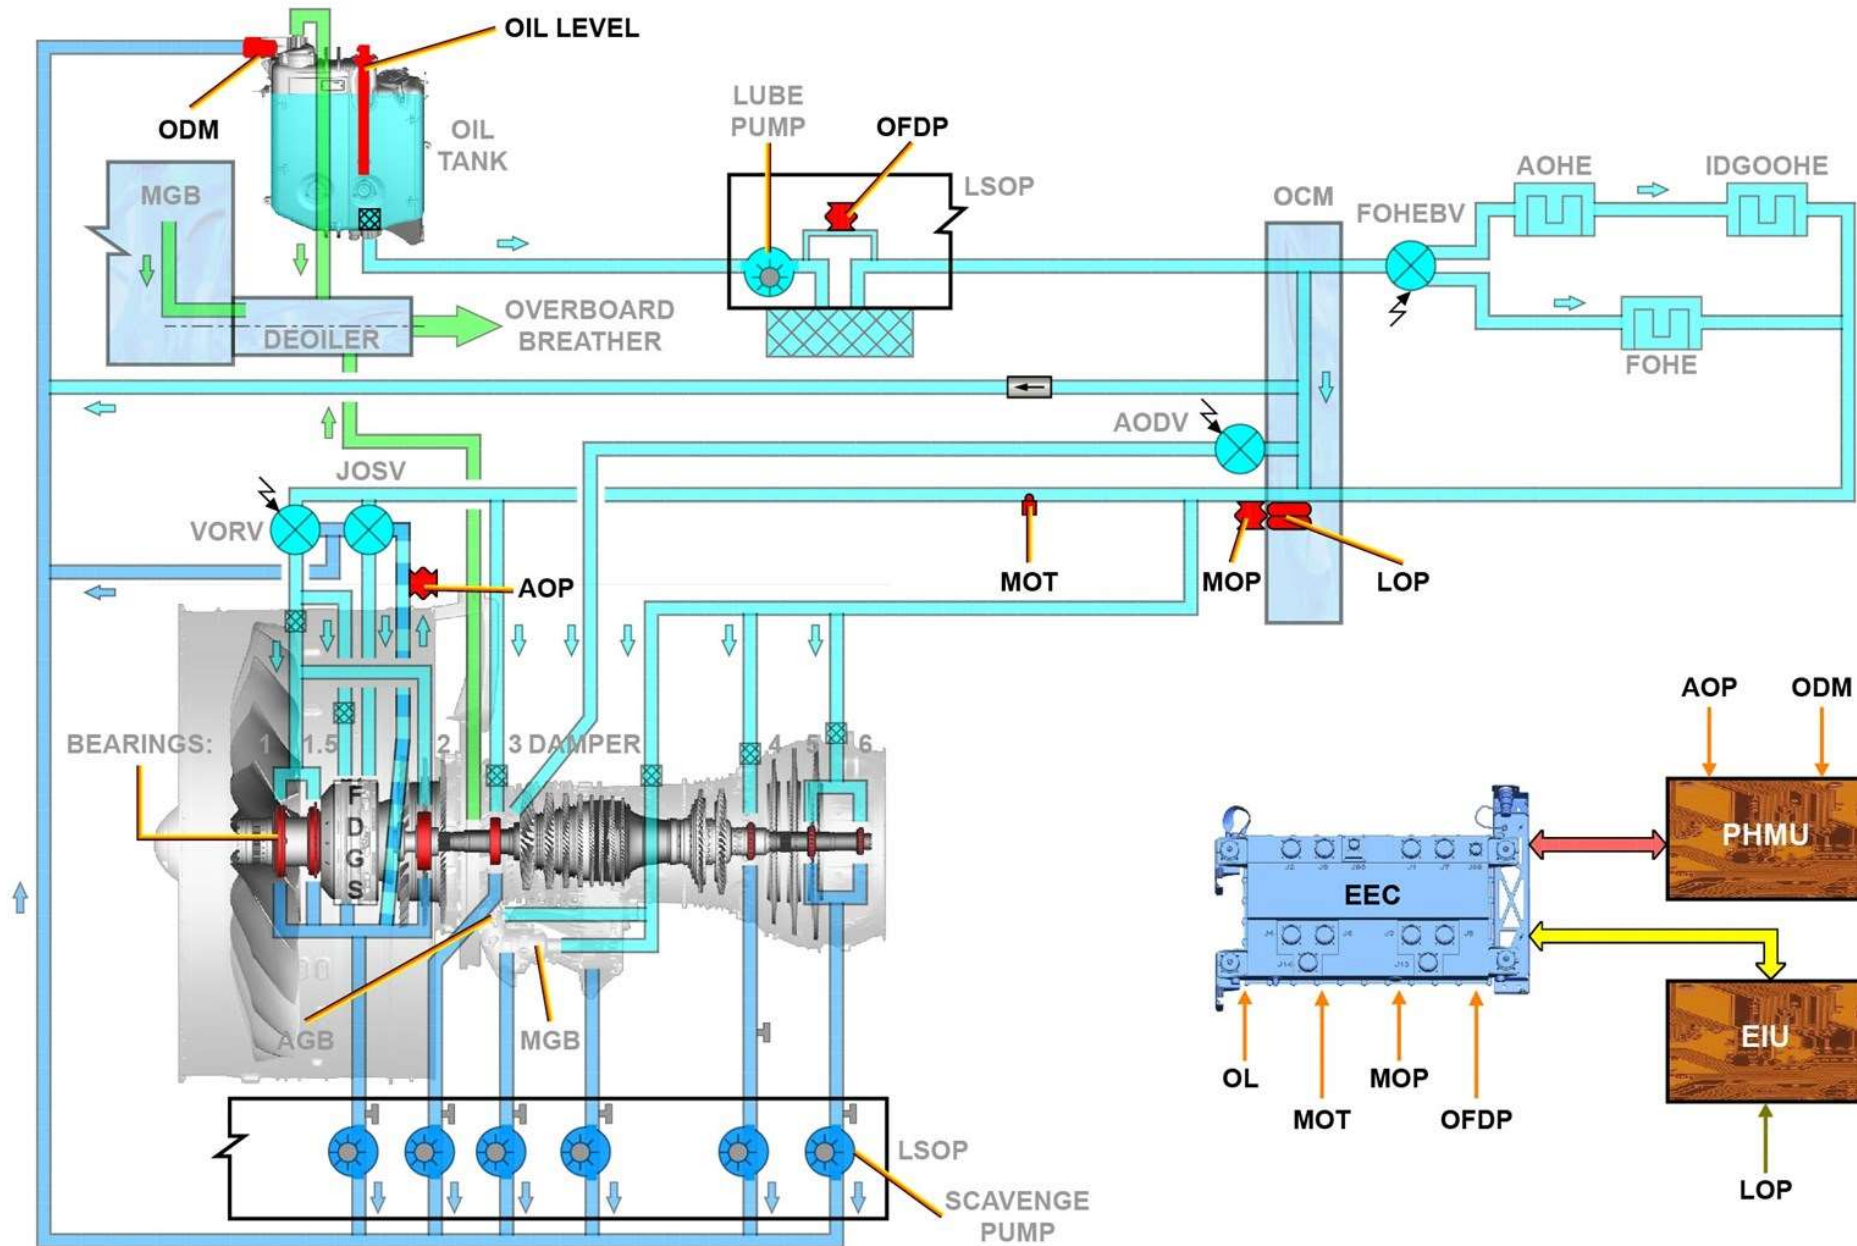 OIL LEVEL
ODM
OIL
TANK
LUBE
PUMP
OFDP
LSOP
OCM
FOHEBV
AOHE
IDGOOHE
FOHE
MGB
DEOILER
OVERBOARD
BREATHER
AODV
JOSV
VORV
AOP
MOT
MOP
LOP
BEARINGS: 1 1.5 2 3 DAMPER 4 5 6
F
D
G
S
AGB
MGB
LSOP
SCAVENGE
PUMP
AOP
ODM
PHMU
EEC
EIU
OL
MOT
MOP
OFDP
LOP